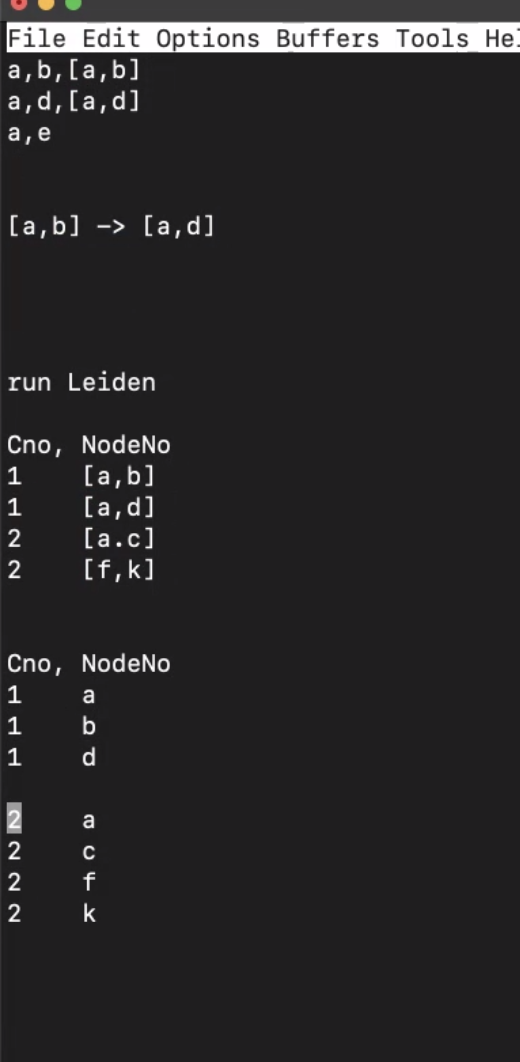 File Edit Options Buffers Tools Hel
a,b,[a,b]
a,d,[a,d]
a,e
[a,b] -> [a,d]
run Leiden
Cno, NodeNo
1 [a,b]
1 [a,d]
2 [a.c]
2 [f,k]
Cno, NodeNo
1 a
1 b
1 d
2 a
2 c
2 f
2 k